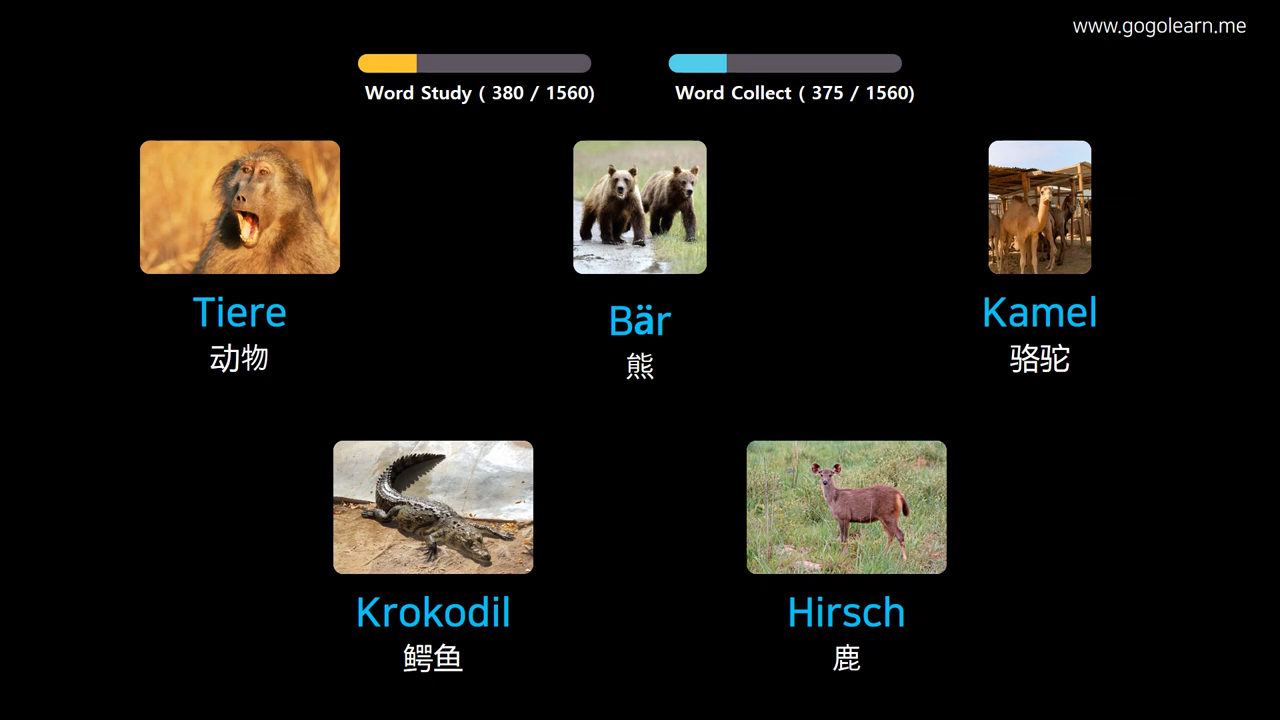 www.gogolearn.me
Word Study ( 380 / 1560)
Word Collect ( 375 / 1560)
Tiere
动物
Bär
熊
Kamel
骆驼
Krokodil
鳄鱼
Hirsch
鹿